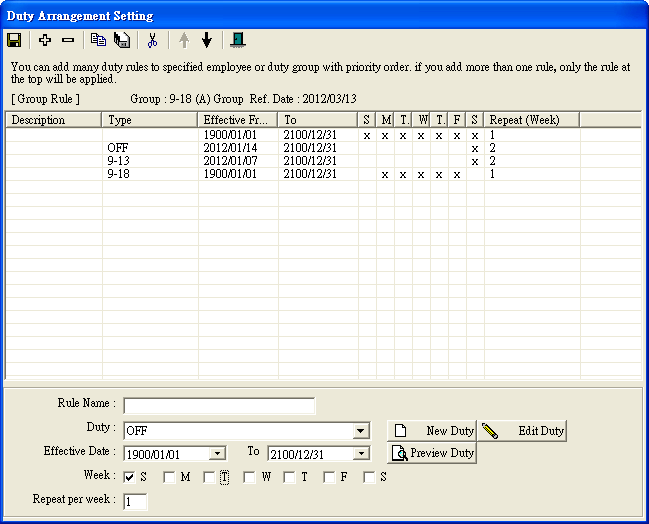 Duty Arrangement Setting
You can add many duty rules to specified employee or duty group with priority order. if you add more than one rule, only the rule at
the top will be applied.
[ Group Rule ] Group : 9-18 (A) Group Ref. Date : 2012/03/13
Description Type Effective Fr... To S M T. W T. F S Repeat (Week)
1900/01/01 2100/12/31 x x x x x x x 1
OFF 2012/01/14 2100/12/31 x 2
9-13 2012/01/07 2100/12/31 x 2
9-18 1900/01/01 2100/12/31 x x x x x 1
Rule Name :
Duty : OFF New Duty Edit Duty
Effective Date : 1900/01/01 To 2100/12/31 Preview Duty
Week : S M T W T F S
Repeat per week : 1